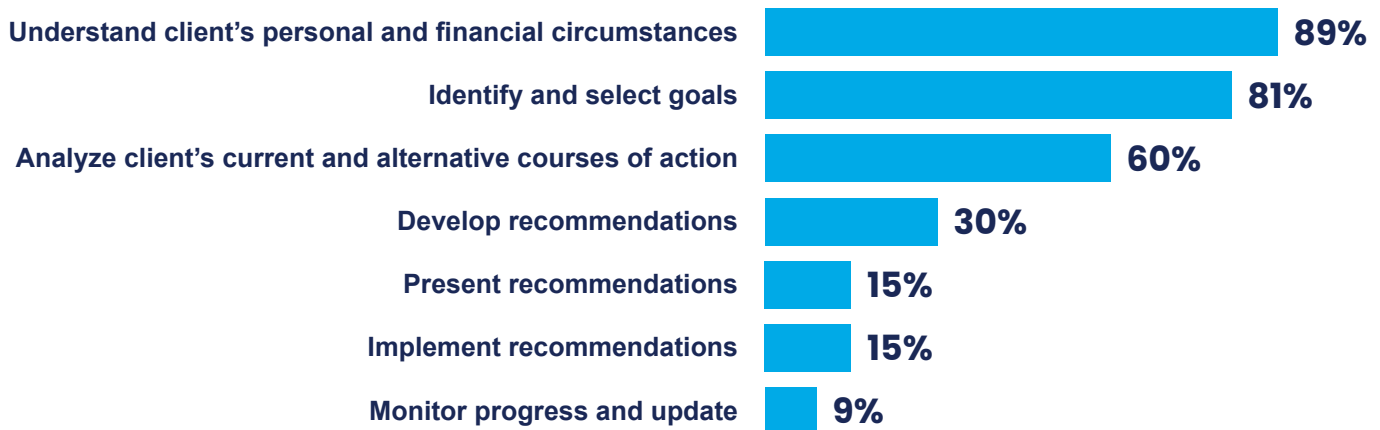 Understand client’s personal and financial circumstances 89%
Identify and select goals 81%
Analyze client’s current and alternative courses of action 60%
Develop recommendations 30%
Present recommendations 15%
Implement recommendations 15%
Monitor progress and update 9%